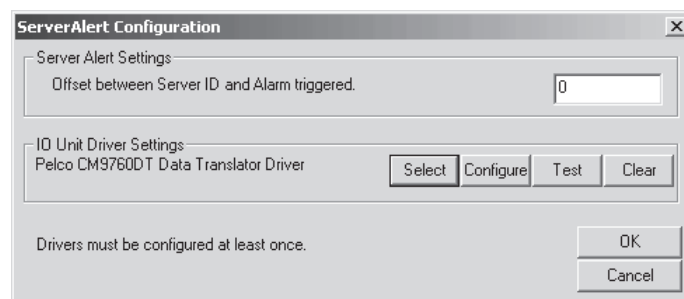 ServerAlert Configuration
Server Alert Settings
Offset between Server ID and Alarm triggered.
0
IO Unit Driver Settings
Pelco CM9760DT Data Translator Driver
Select Configure Test Clear
Drivers must be configured at least once.
OK
Cancel